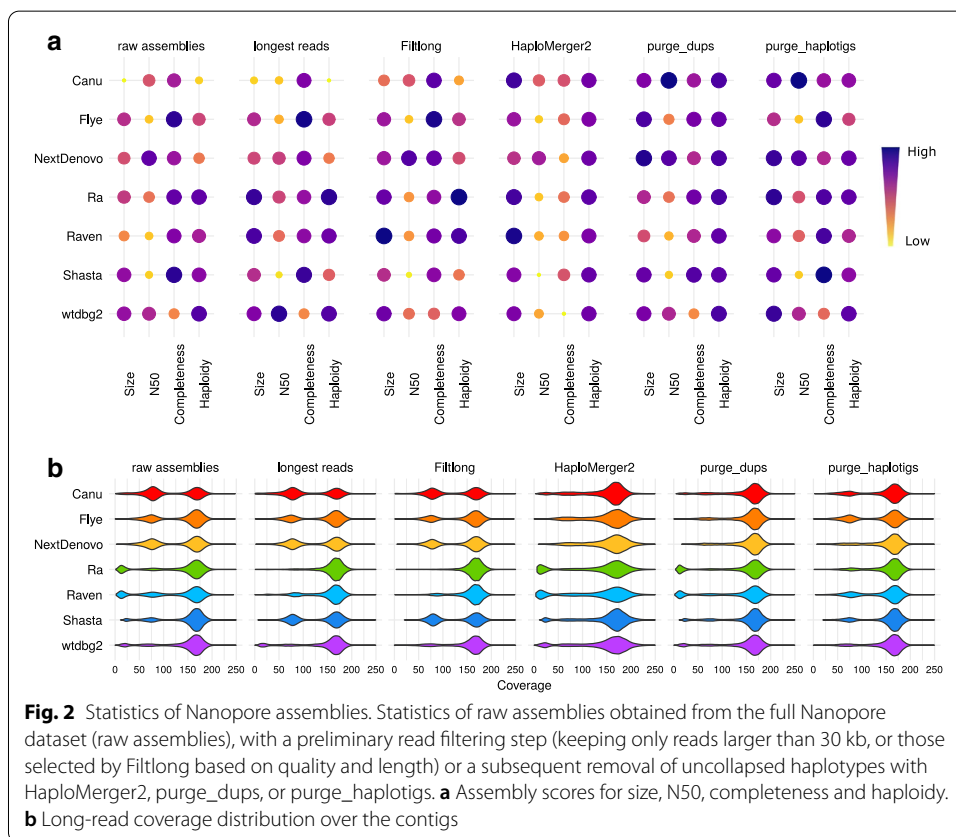 a
raw assemblies longest reads Filtlong HaploMerger2 purge_dups purge_haplotigs
Canu
Flye
NextDenovo
Ra
Raven
Shasta
wtdbg2
High
Low
Size N50 Completeness Haploidy Size N50 Completeness Haploidy Size N50 Completeness Haploidy Size N50 Completeness Haploidy Size N50 Completeness Haploidy Size N50 Completeness Haploidy
b
raw assemblies longest reads Filtlong HaploMerger2 purge_dups purge_haplotigs
Canu
Flye
NextDenovo
Ra
Raven
Shasta
wtdbg2
0 50 100 150 200 250 0 50 100 150 200 250 0 50 100 150 200 250 0 50 100 150 200 250 0 50 100 150 200 250 0 50 100 150 200 250
Coverage
Fig. 2 Statistics of Nanopore assemblies. Statistics of raw assemblies obtained from the full Nanopore
dataset (raw assemblies), with a preliminary read filtering step (keeping only reads larger than 30 kb, or those
selected by Filtlong based on quality and length) or a subsequent removal of uncollapsed haplotypes with
HaploMerger2, purge_dups, or purge_haplotigs. a Assembly scores for size, N50, completeness and haploidy.
b Long-read coverage distribution over the contigs